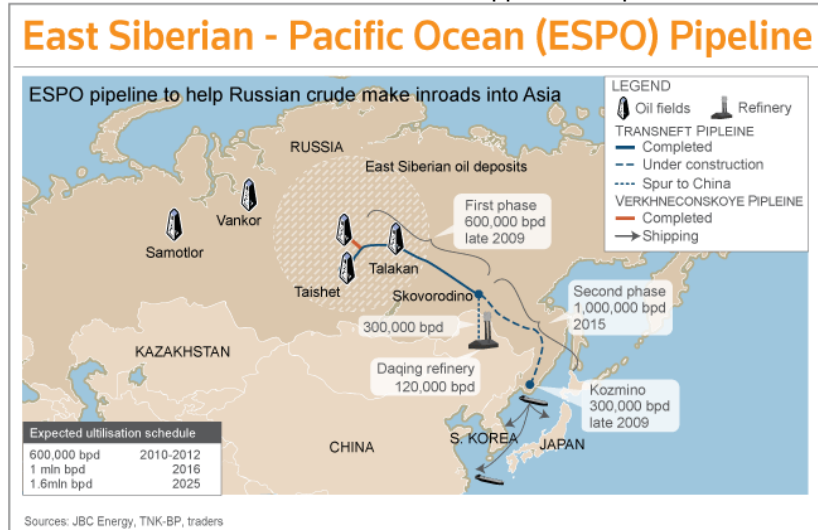 East Siberian - Pacific Ocean (ESPO) Pipeline
ESPO pipeline to help Russian crude make inroads into Asia
LEGEND
Oil fields
Refinery
TRANSNEFT PIPLEINE
Completed
Under construction
Spur to China
VERKHNECONSKOYE PIPLEINE
Completed
Shipping
RUSSIA
East Siberian oil deposits
First phase
600,000 bpd
late 2009
Vankor
Samotlor
Talakan
Taishet
Skovorodino
Second phase
1,000,000 bpd
2015
300,000 bpd
KAZAKHSTAN
Daqing refinery
120,000 bpd
Kozmino
300,000 bpd
late 2009
S. KOREA
JAPAN
CHINA
Expected ultilisation schedule
600,000 bpd 2010-2012
1 mln bpd 2016
1.6mln bpd 2025
Sources: JBC Energy, TNK-BP, traders